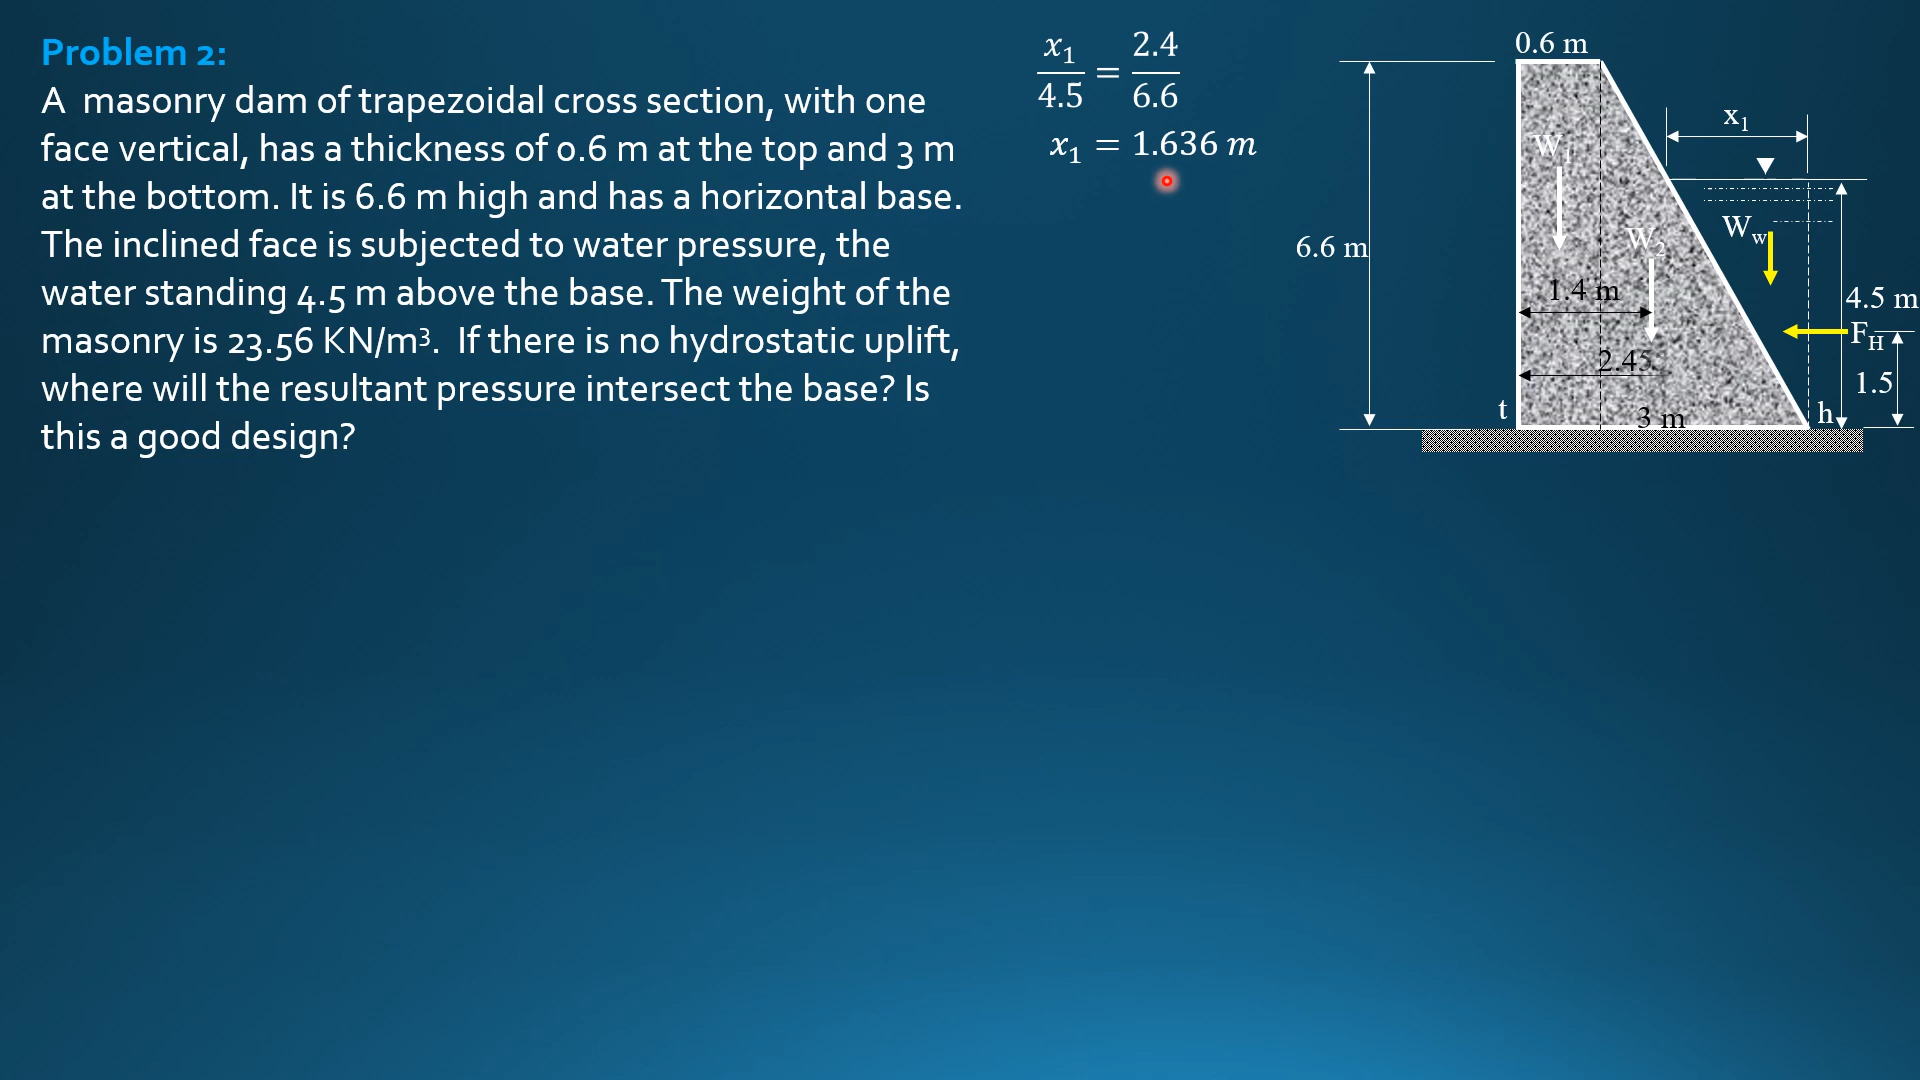 Problem 2:
A masonry dam of trapezoidal cross section, with one
face vertical, has a thickness of 0.6 m at the top and 3 m
at the bottom. It is 6.6 m high and has a horizontal base.
The inclined face is subjected to water pressure, the
water standing 4.5 m above the base. The weight of the
masonry is 23.56 KN/m³. If there is no hydrostatic uplift,
where will the resultant pressure intersect the base? Is
this a good design?
x₁/4.5 = 2.4/6.6
x₁ = 1.636 m
0.6 m
x₁
W₁
W_w
W₂
6.6 m
1.4 m
4.5 m
F_H
2.45
1.5
t
3 m
h